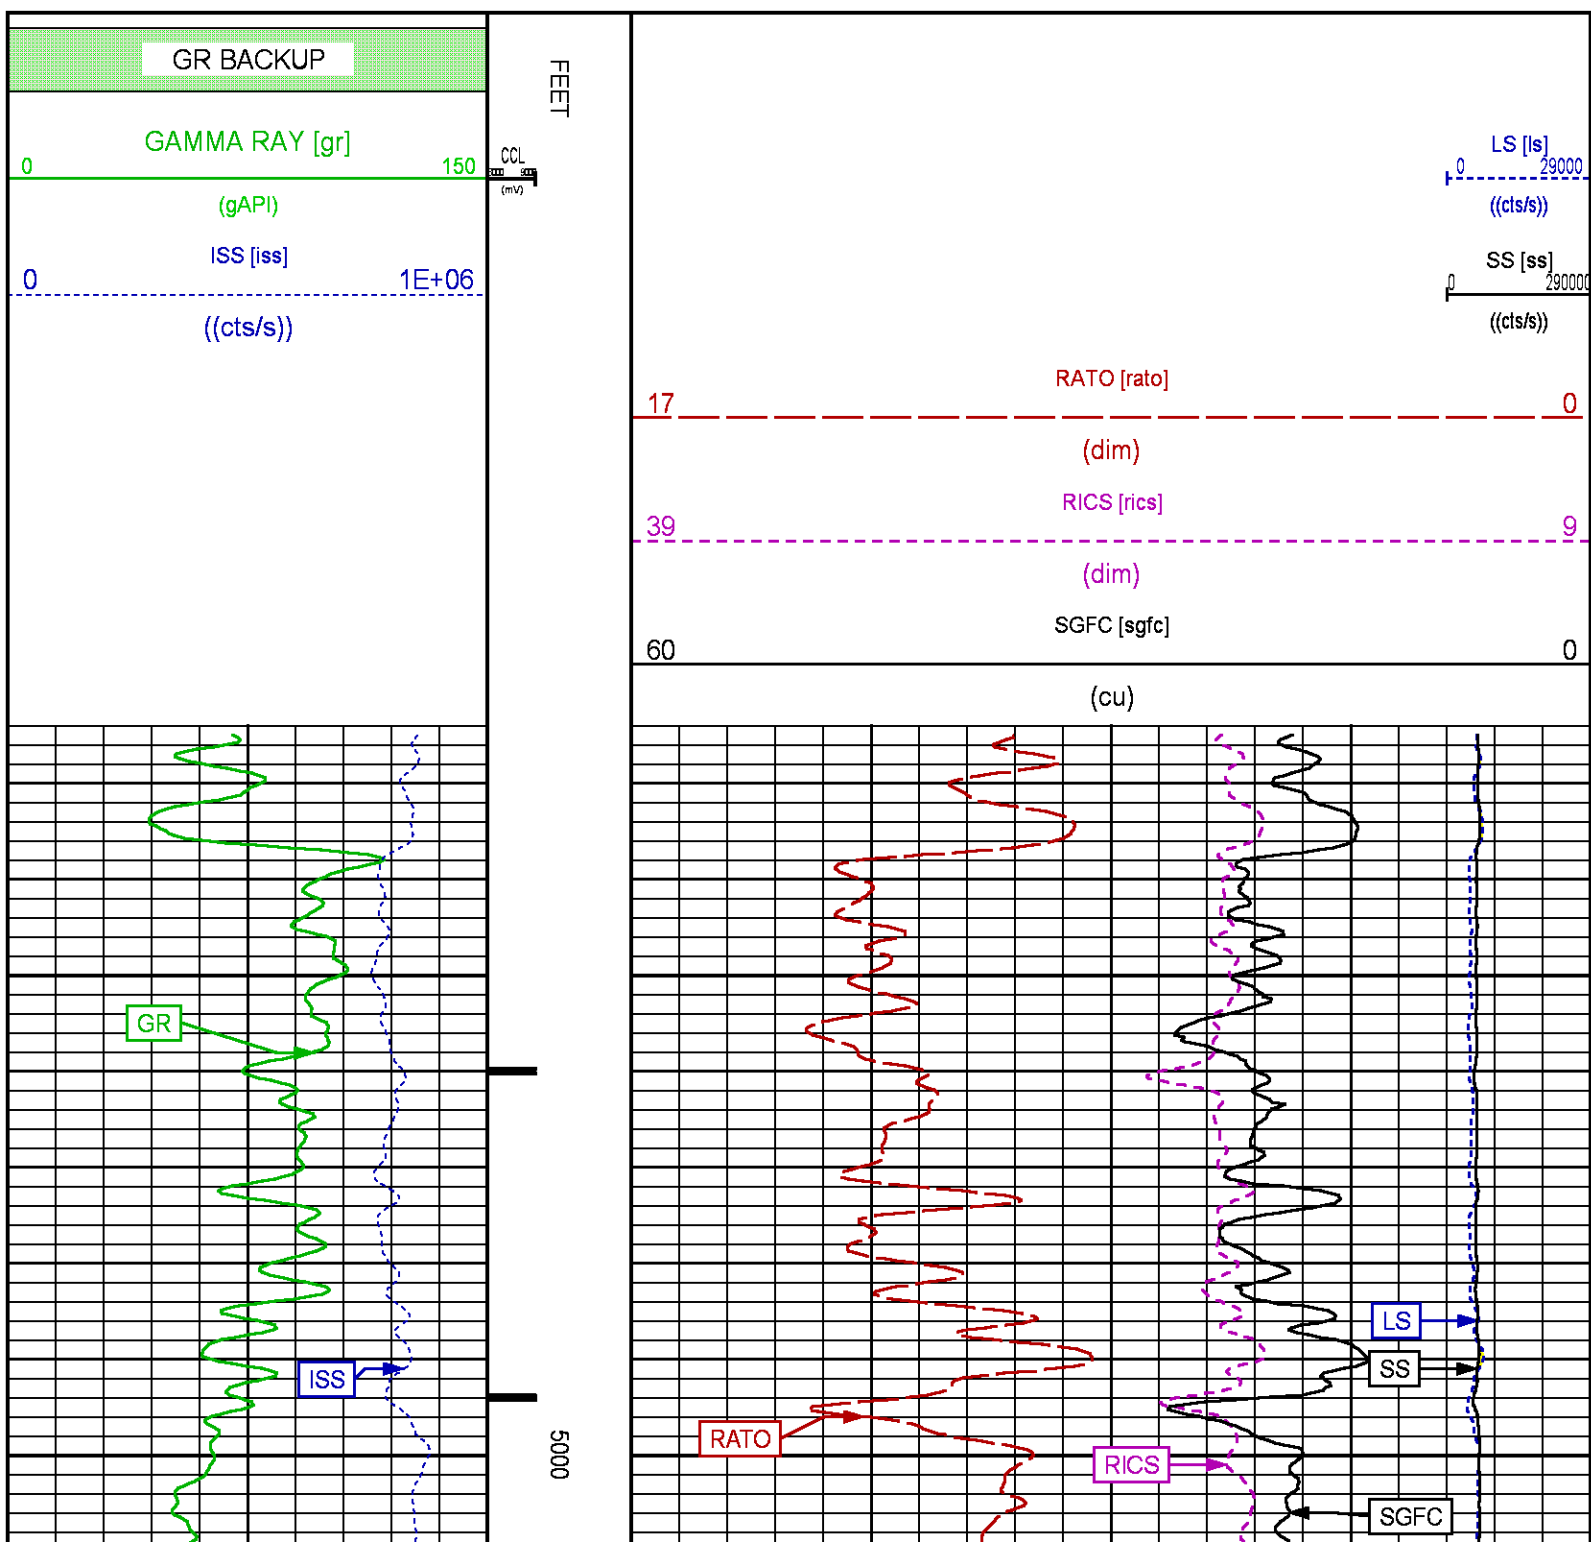 GR BACKUP
FEET
GAMMA RAY [gr]
0 150
(gAPI)
CCL
(mV)
ISS [iss]
0 1E+06
((cts/s))
LS [ls]
0 29000
((cts/s))
SS [ss]
0 290000
((cts/s))
RATO [rato]
17 0
(dim)
RICS [rics]
39 9
(dim)
SGFC [sgfc]
60 0
(cu)
GR
LS
SS
ISS
RATO
RICS
5000
SGFC